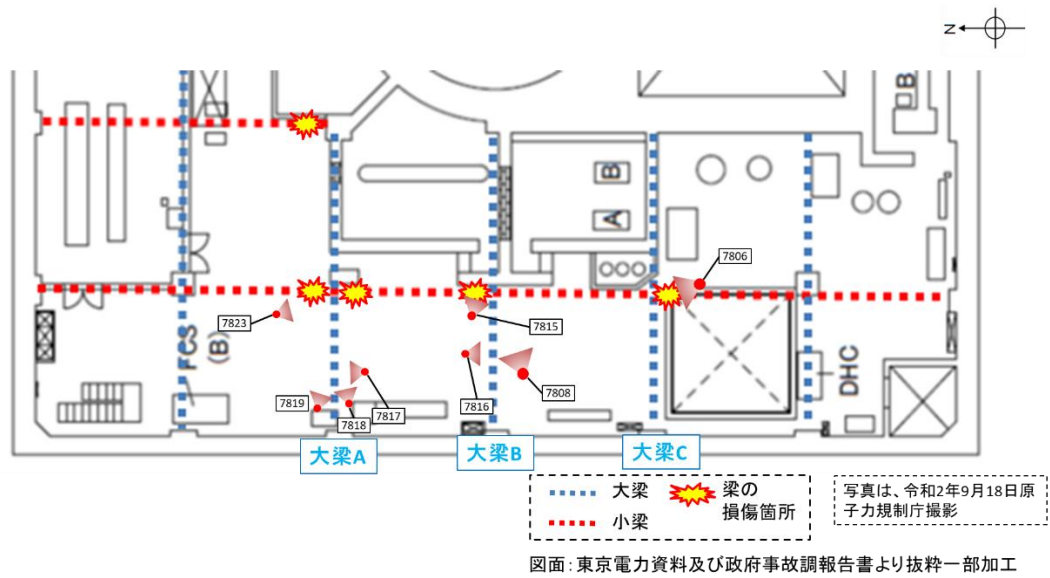 N
B
B
A
7806
7823
7815
FCS
(B)
7819
7818
7817
7816
7808
DHC
大梁A
大梁B
大梁C
大梁
小梁
梁の
損傷箇所
写真は、令和2年9月18日原
子力規制庁撮影
図面：東京電力資料及び政府事故調報告書より抜粋一部加工